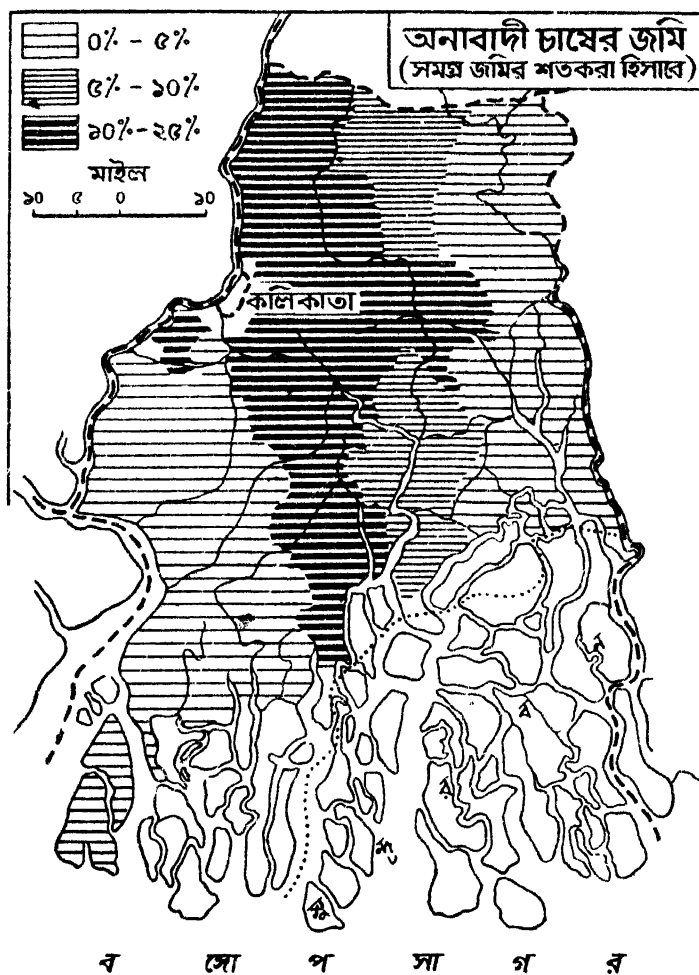 অনাবাদী চাষের জমি
(সমগ্র জমির শতকরা হিসাবে)
০% - ৫%
৫% - ১০%
১০%-২৫%
মাইল
১০ ৫ ০ ১০
কলিকাতা
ব ঙ্গো প সা গ র